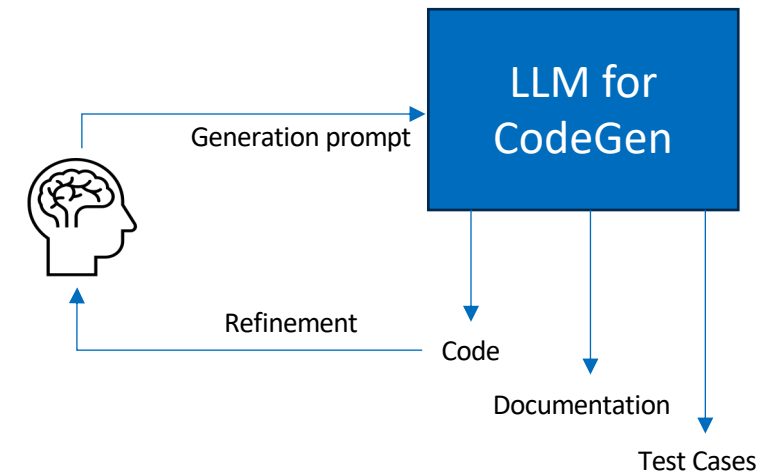 LLM for
CodeGen
Generation prompt
Refinement
Code
Documentation
Test Cases